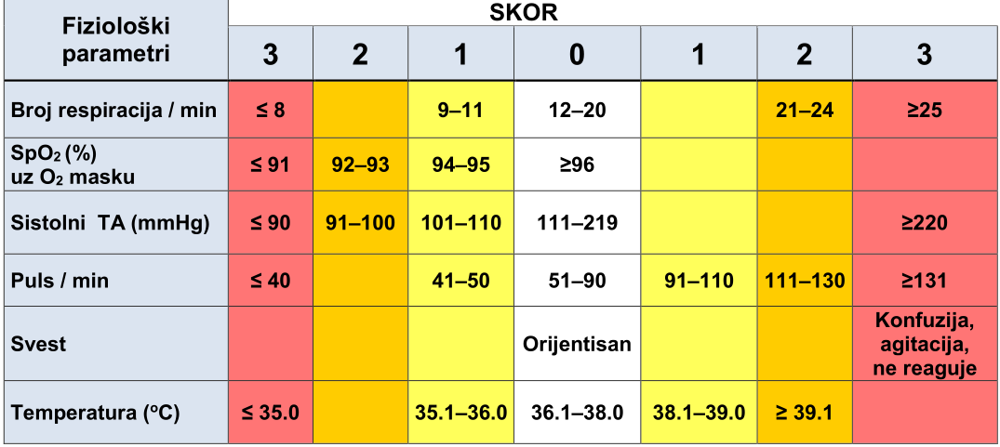 Fiziološki
parametri
SKOR
3 2 1 0 1 2 3
Broj respiracija / min ≤ 8 9–11 12–20 21–24 ≥25
SpO₂ (%)
uz O₂ masku ≤ 91 92–93 94–95 ≥96
Sistolni TA (mmHg) ≤ 90 91–100 101–110 111–219 ≥220
Puls / min ≤ 40 41–50 51–90 91–110 111–130 ≥131
Svest Orijentisan Konfuzija,
agitacija,
ne reaguje
Temperatura (ºC) ≤ 35.0 35.1–36.0 36.1–38.0 38.1–39.0 ≥ 39.1